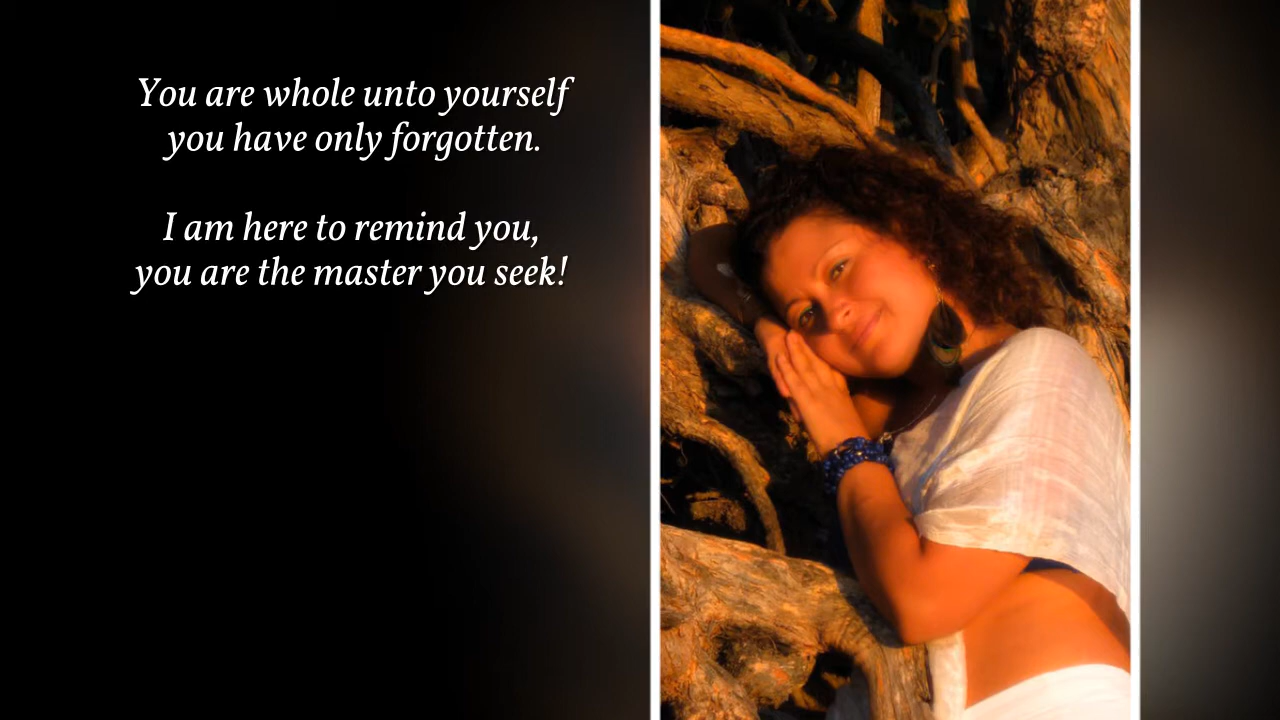 You are whole unto yourself
you have only forgotten.
I am here to remind you,
you are the master you seek!